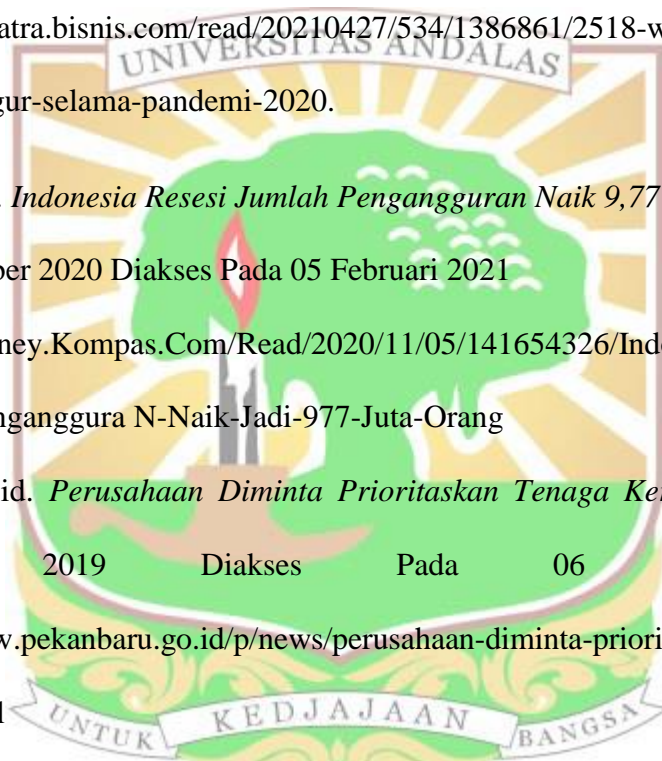 atra.bisnis.com/read/20210427/534/1386861/2518-w
UNIVERSITAS ANDALAS
gur-selama-pandemi-2020.
. Indonesia Resesi Jumlah Pengangguran Naik 9,77
ber 2020 Diakses Pada 05 Februari 2021
ney.Kompas.Com/Read/2020/11/05/141654326/Indo
nganggura N-Naik-Jadi-977-Juta-Orang
id. Perusahaan Diminta Prioritaskan Tenaga Ker
2019 Diakses Pada 06
w.pekanbaru.go.id/p/news/perusahaan-diminta-priori
l
UNTUK KEDJAJAAN BANGSA